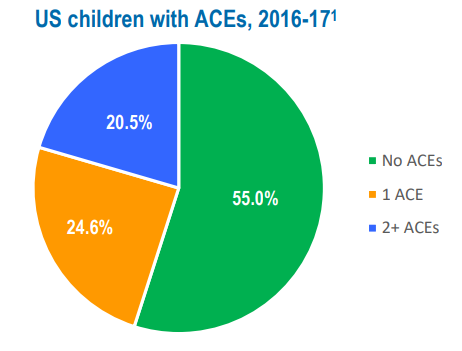 US children with ACEs, 2016-17¹
20.5%
55.0%
24.6%
No ACEs
1 ACE
2+ ACEs